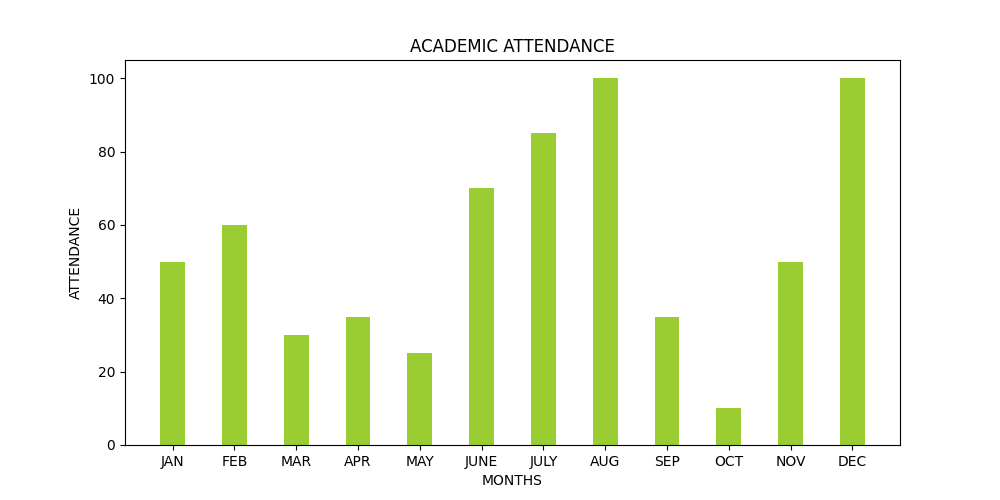 ACADEMIC ATTENDANCE
100
80
60
40
20
0
ATTENDANCE
JAN FEB MAR APR MAY JUNE JULY AUG SEP OCT NOV DEC
MONTHS